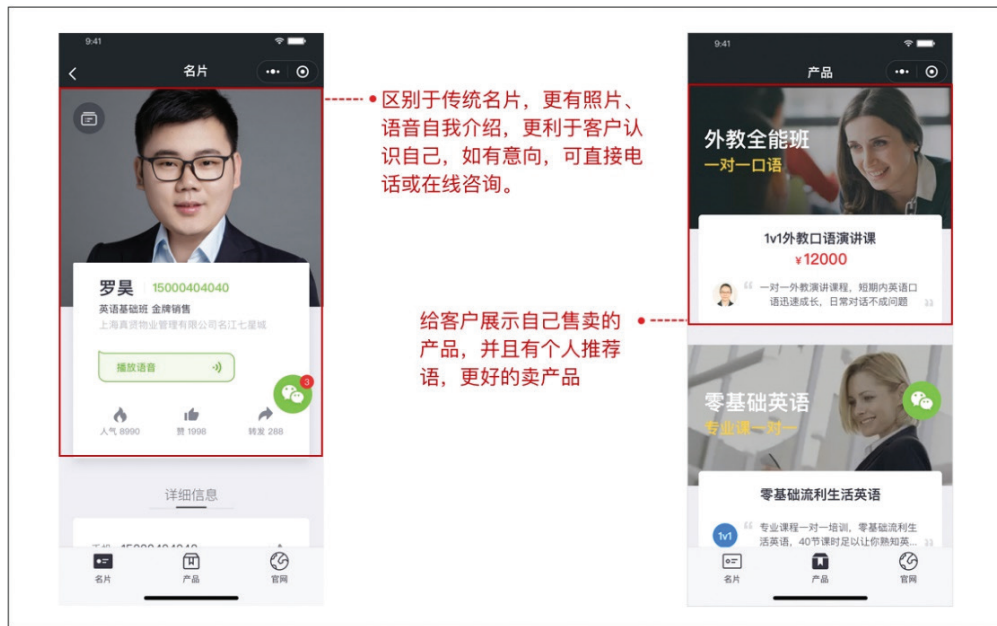 9:41
名片
罗昊 15000404040
英语基础班 金牌销售
上海真贤物业管理有限公司名江七星城
播放语音
3
人气 8990
赞 1998
转发 288
详细信息
手机 15000404040
名片
产品
官网
区别于传统名片，更有照片、
语音自我介绍，更利于客户认
识自己，如有意向，可直接电
话或在线咨询。
给客户展示自己售卖的
产品，并且有个人推荐
语，更好的卖产品
9:41
产品
外教全能班
一对一口语
1v1外教口语演讲课
¥12000
“ 一对一外教演讲课程，短期内英语口
语迅速成长，日常对话不成问题 ”
零基础英语
专业课一对一
零基础流利生活英语
1v1
“ 专业课程一对一培训，零基础流利生
活英语，40节课时足以让你熟知英... ”
名片
产品
官网